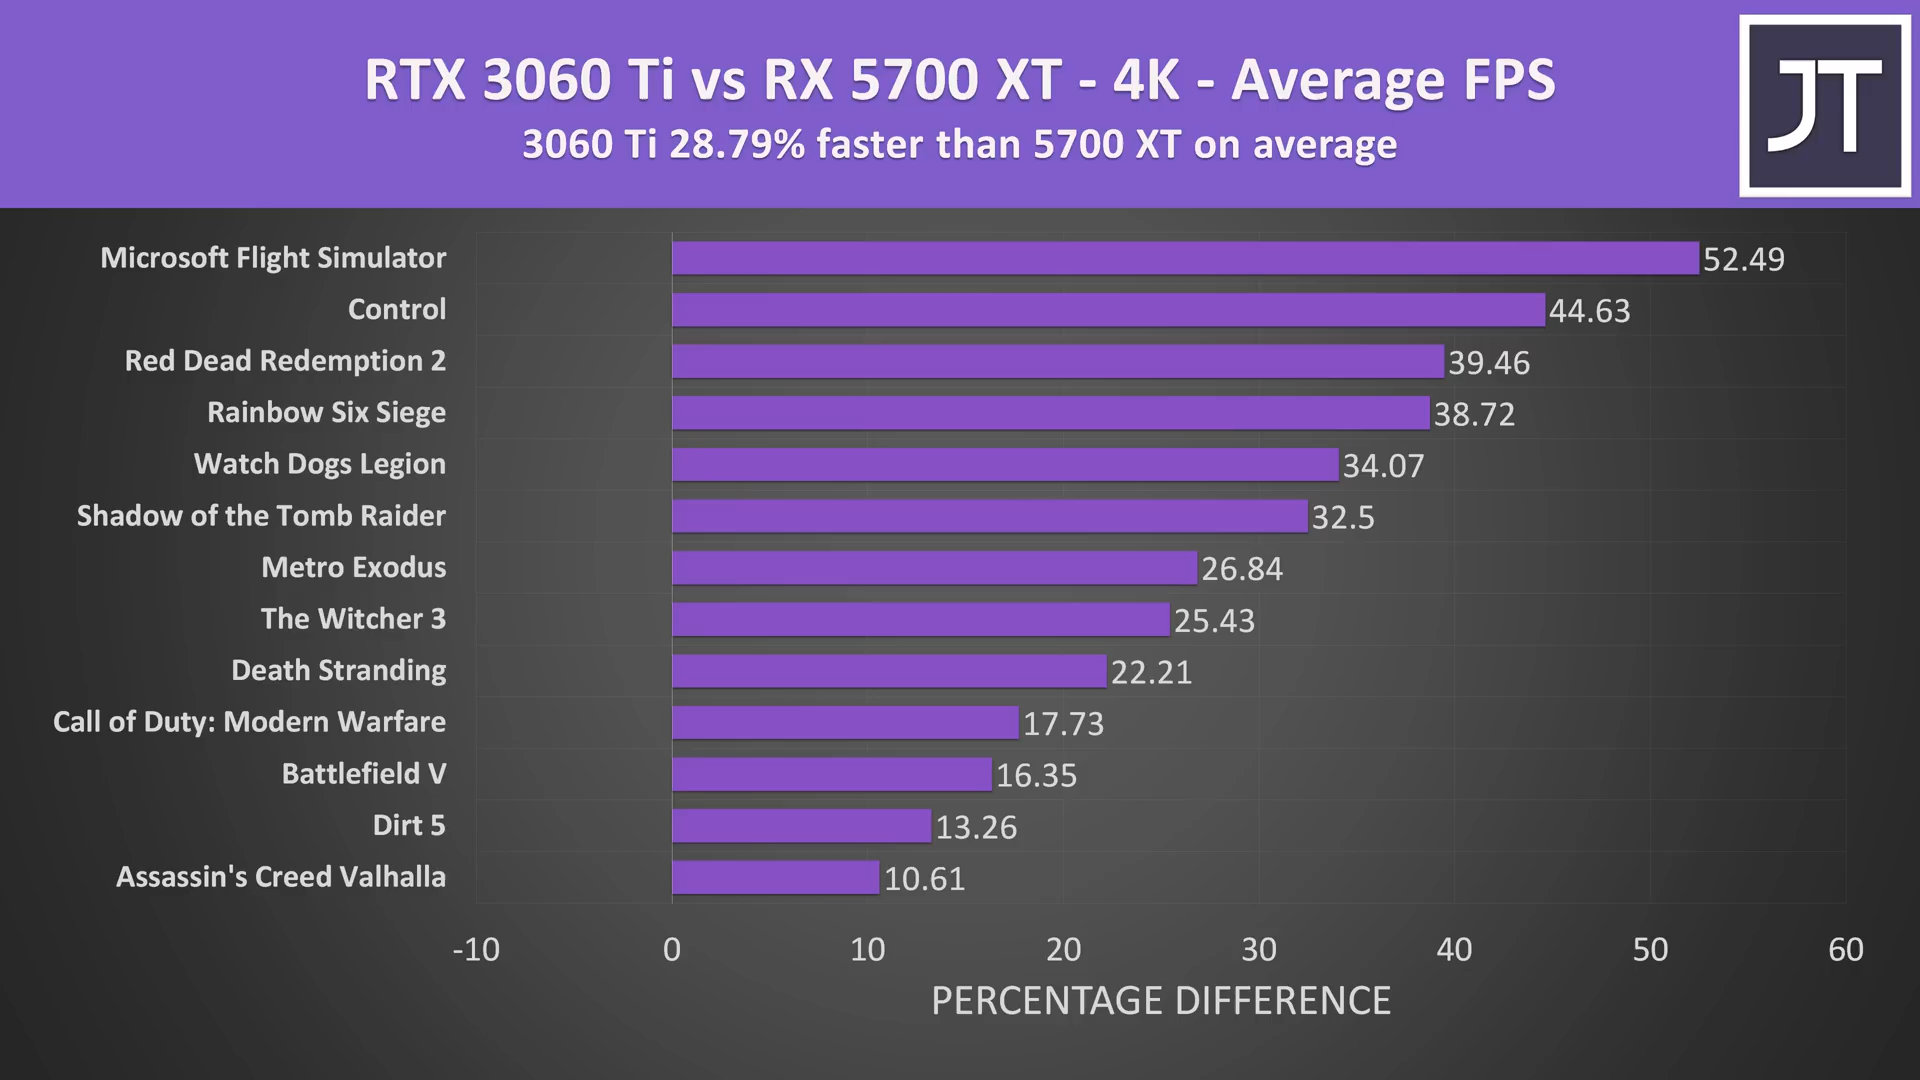 RTX 3060 Ti vs RX 5700 XT - 4K - Average FPS
3060 Ti 28.79% faster than 5700 XT on average
JT
Microsoft Flight Simulator 52.49
Control 44.63
Red Dead Redemption 2 39.46
Rainbow Six Siege 38.72
Watch Dogs Legion 34.07
Shadow of the Tomb Raider 32.5
Metro Exodus 26.84
The Witcher 3 25.43
Death Stranding 22.21
Call of Duty: Modern Warfare 17.73
Battlefield V 16.35
Dirt 5 13.26
Assassin's Creed Valhalla 10.61
-10 0 10 20 30 40 50 60
PERCENTAGE DIFFERENCE